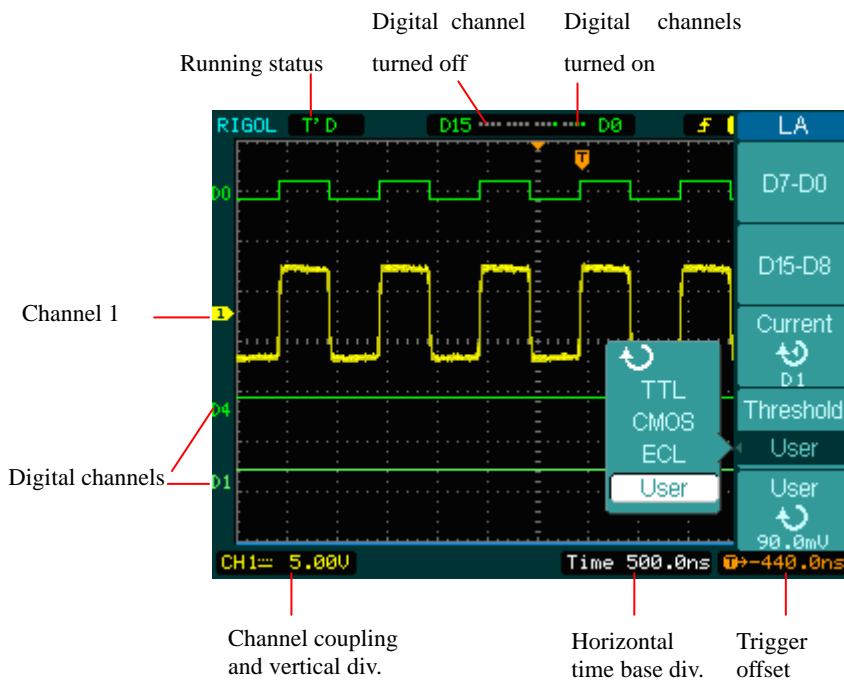 Digital channel turned off
Digital channels turned on
Running status
RIGOL T'D D15 D0 LA
D0
D7-D0
D15-D8
Channel 1
1
Current
D1
TTL
CMOS
ECL
User
D4
Threshold
User
Digital channels
D1
User
90.0mV
CH1 5.00V Time 500.0ns T→-440.0ns
Channel coupling and vertical div.
Horizontal time base div.
Trigger offset
T